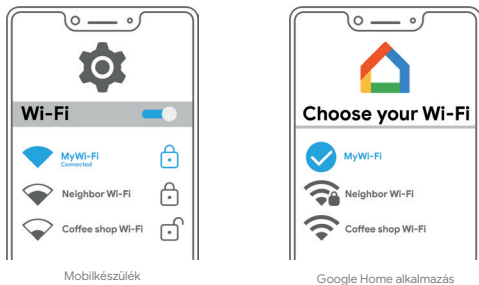 Wi-Fi
MyWi-Fi
Connected
Neighbor Wi-Fi
Coffee shop Wi-Fi
Mobilkészülék
Choose your Wi-Fi
MyWi-Fi
Neighbor Wi-Fi
Coffee shop Wi-Fi
Google Home alkalmazás